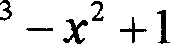 ³ − x² + 1